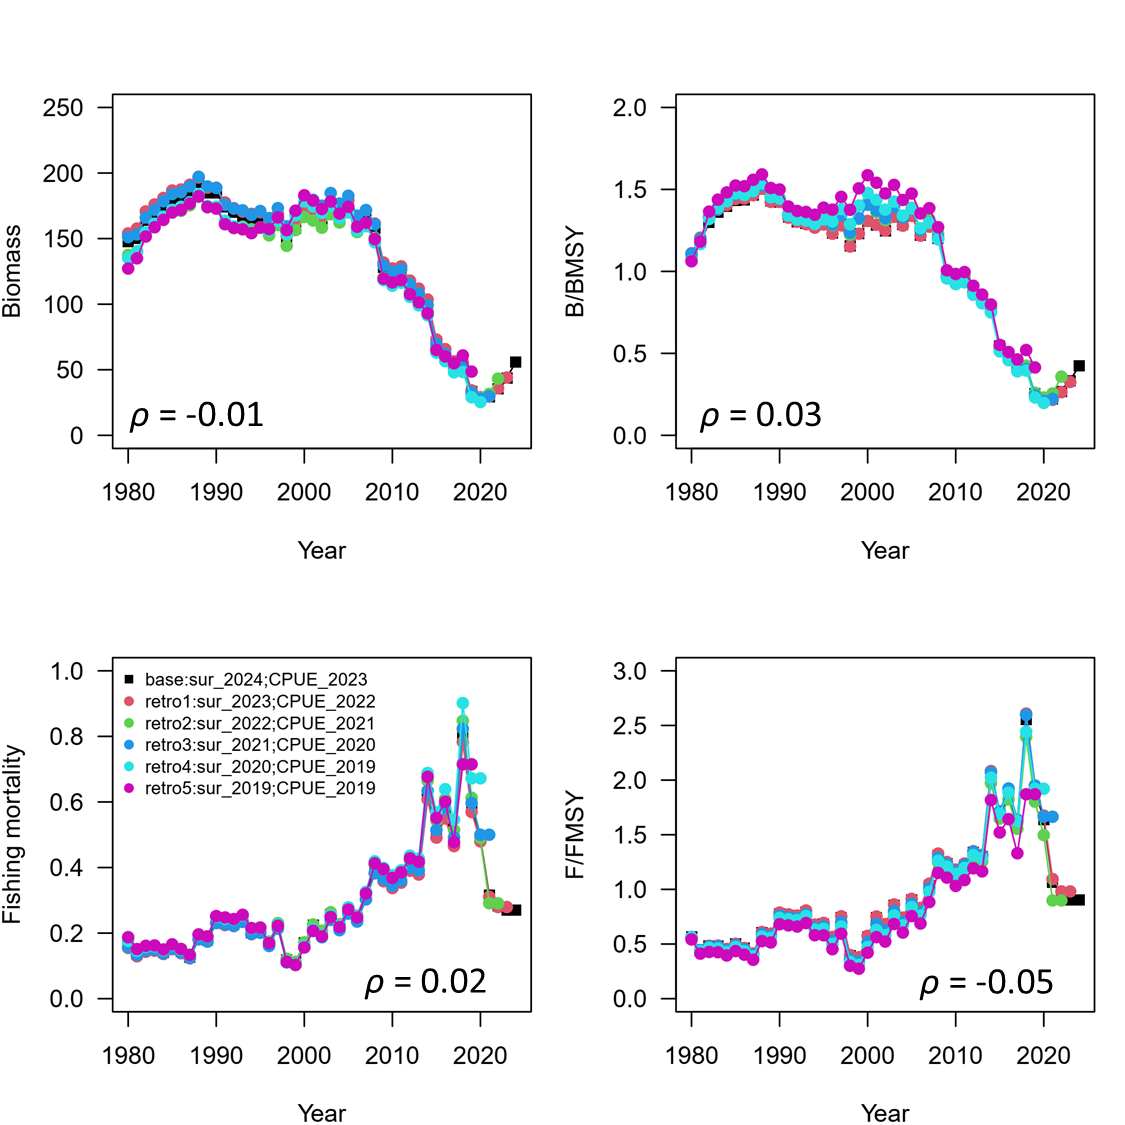 250
200
150
100
50
0
Biomass
ρ = -0.01
1980 1990 2000 2010 2020
Year
2.0
1.5
1.0
0.5
0.0
B/BMSY
ρ = 0.03
1980 1990 2000 2010 2020
Year
1.0
0.8
0.6
0.4
0.2
0.0
Fishing mortality
base:sur_2024;CPUE_2023
retro1:sur_2023;CPUE_2022
retro2:sur_2022;CPUE_2021
retro3:sur_2021;CPUE_2020
retro4:sur_2020;CPUE_2019
retro5:sur_2019;CPUE_2019
ρ = 0.02
1980 1990 2000 2010 2020
Year
3.0
2.5
2.0
1.5
1.0
0.5
0.0
F/FMSY
ρ = -0.05
1980 1990 2000 2010 2020
Year